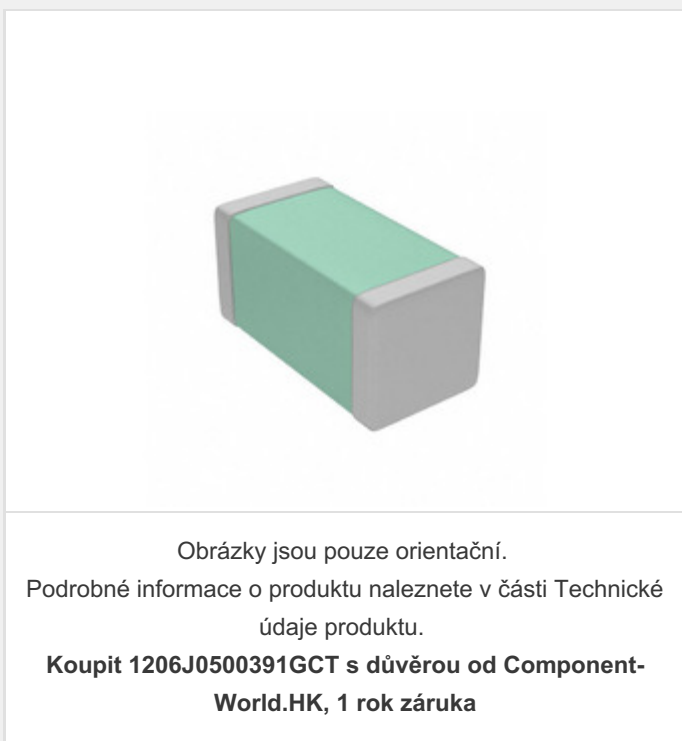 Obrázky jsou pouze orientační.
Podrobné informace o produktu naleznete v části Technické
údaje produktu.
Koupit 1206J0500391GCT s důvěrou od Component-
World.HK, 1 rok záruka